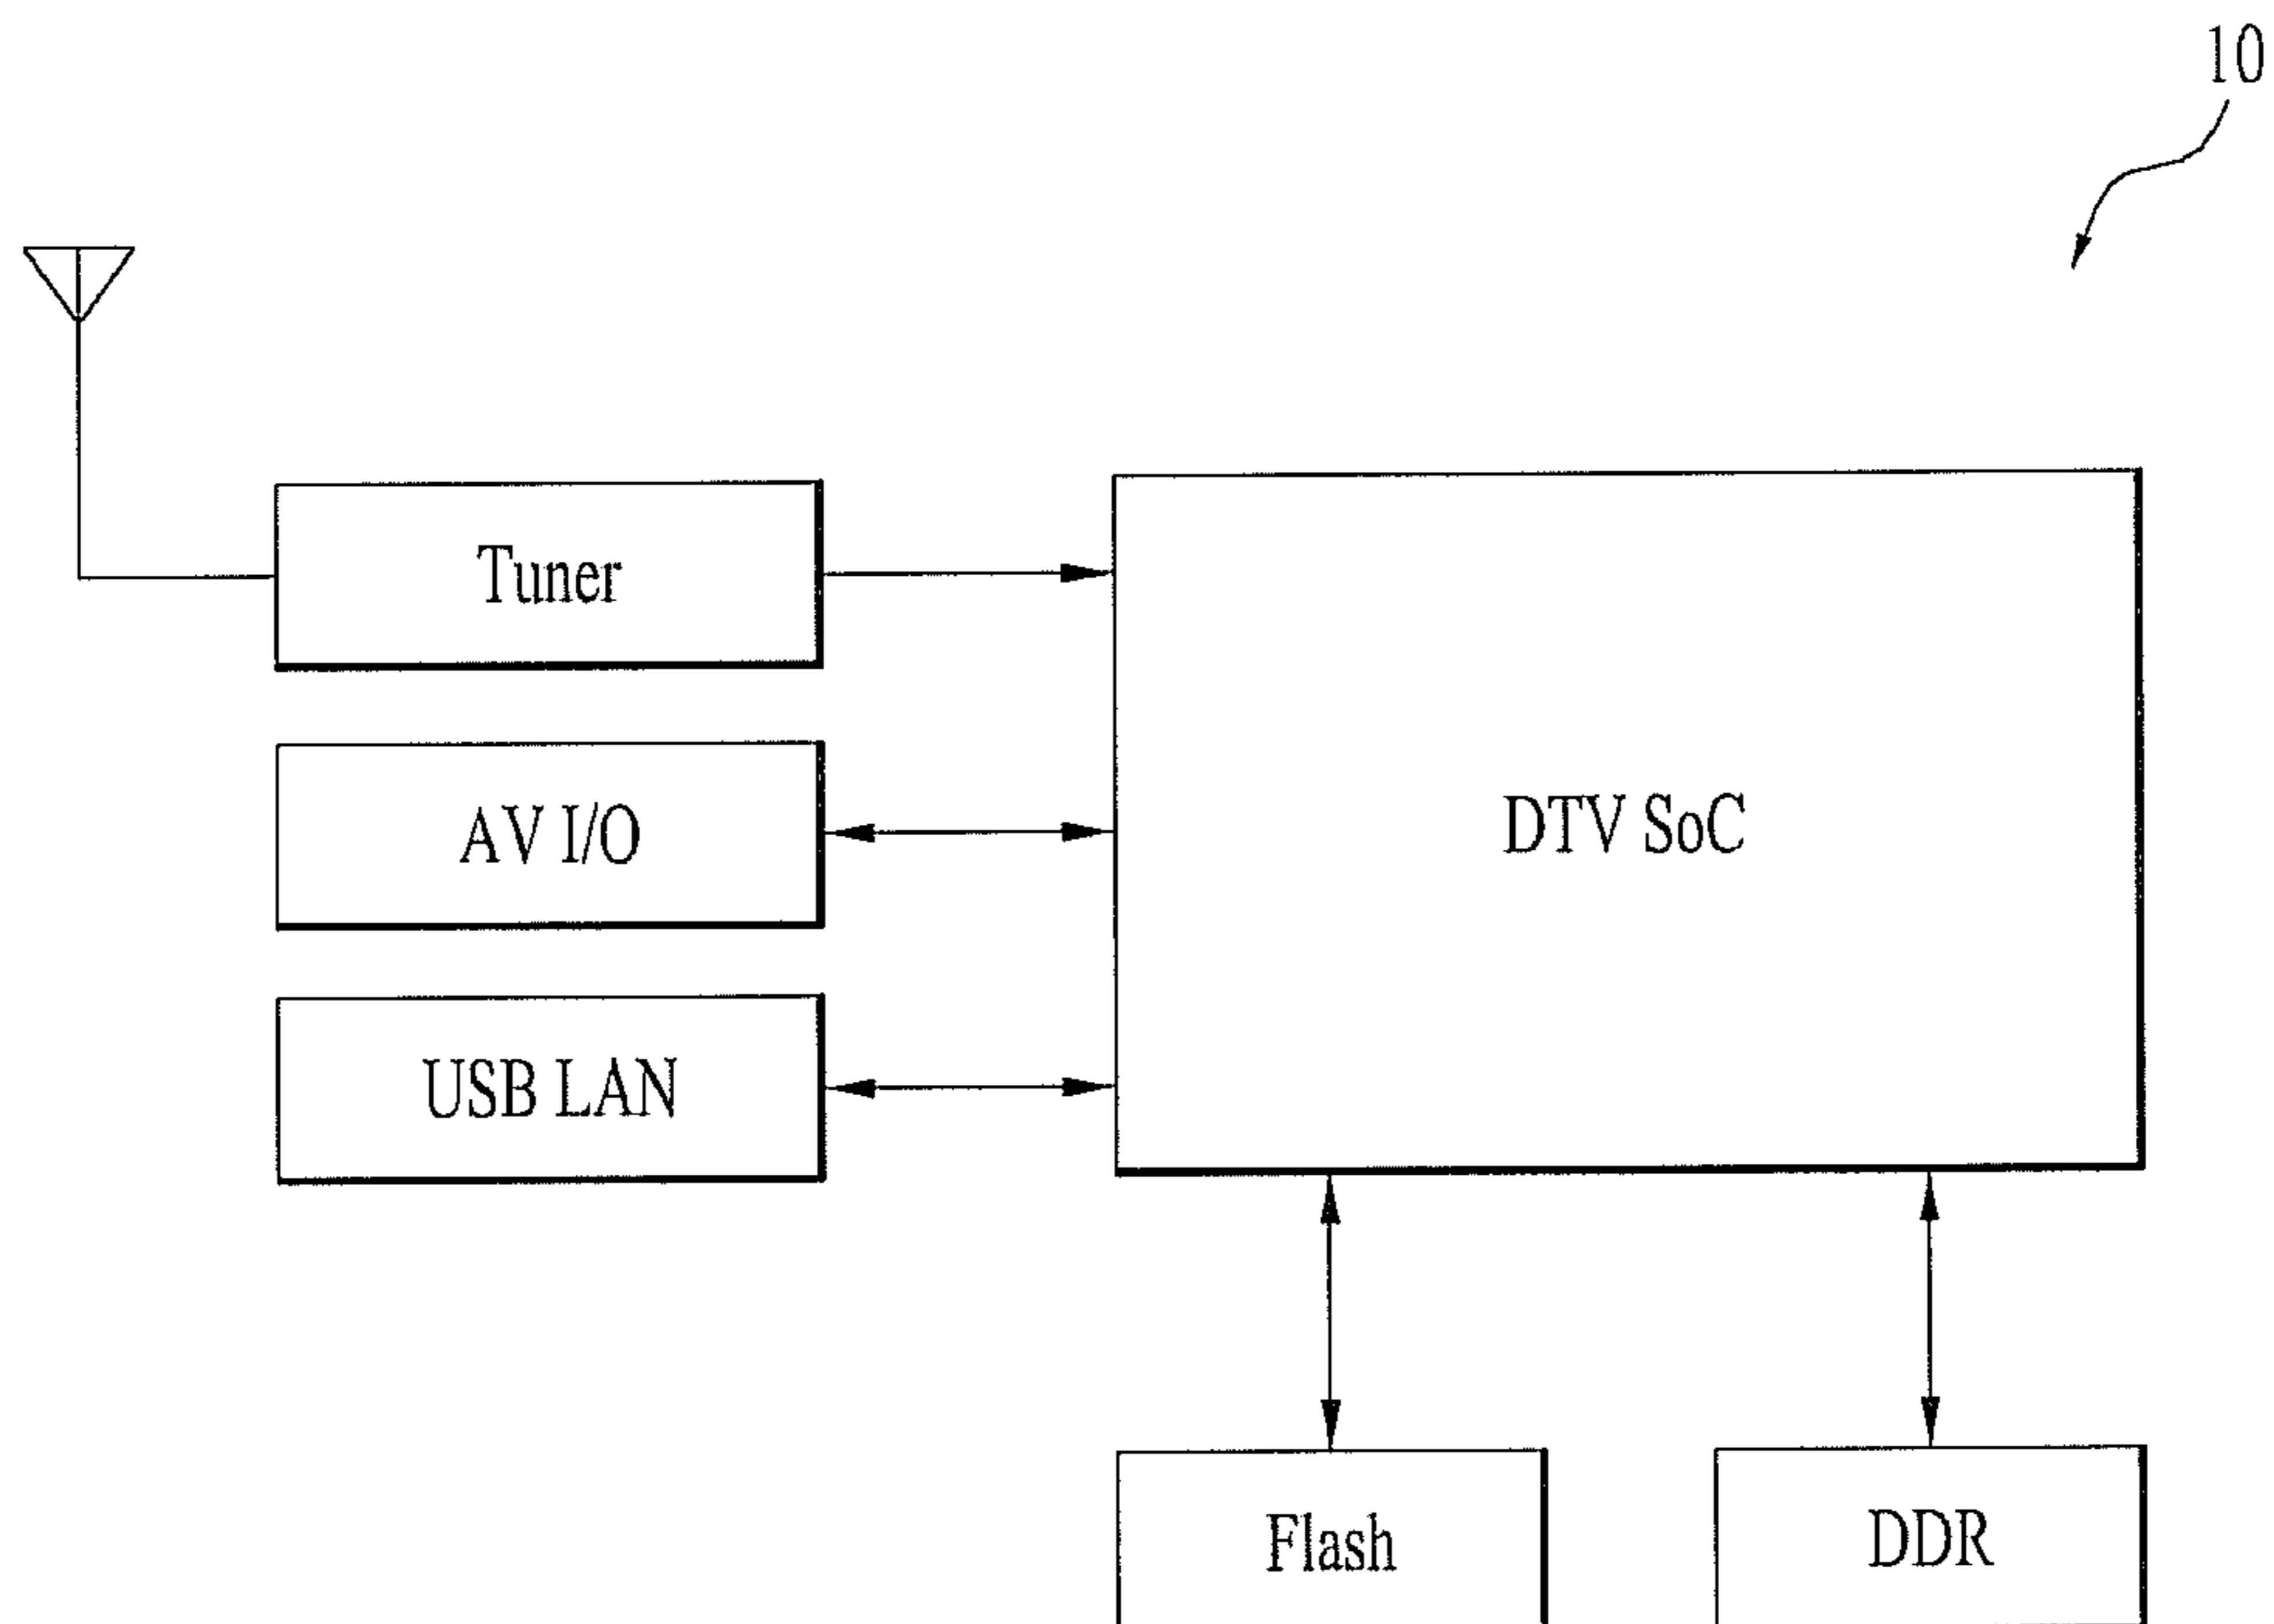 10
Tuner
AV I/O
DTV SoC
USB LAN
Flash
DDR